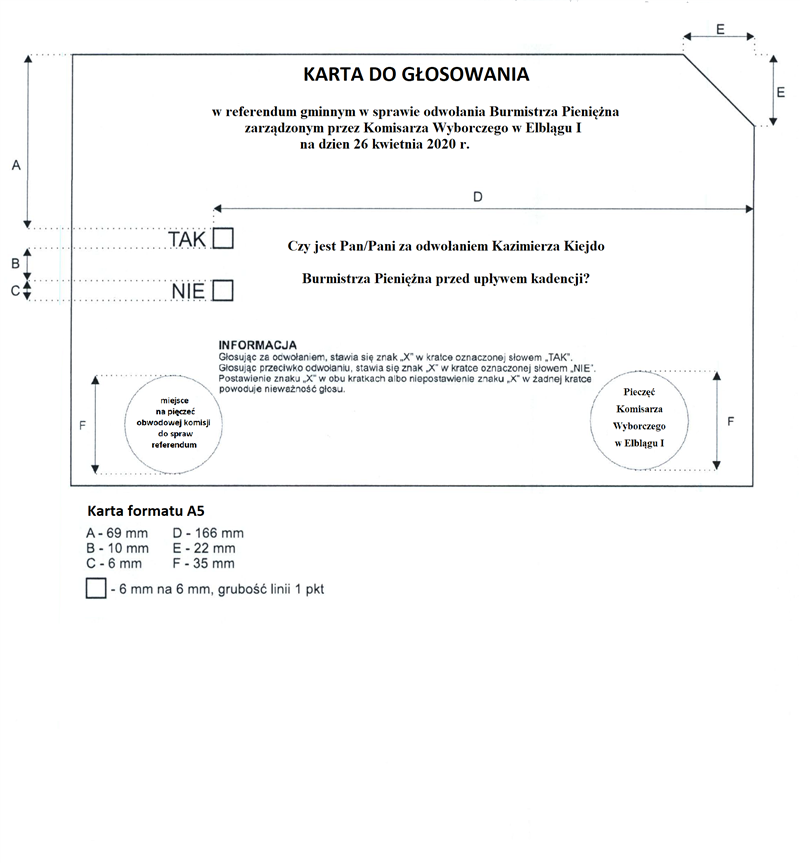 E
KARTA DO GŁOSOWANIA
E
w referendum gminnym w sprawie odwołania Burmistrza Pieniężna
zarządzonym przez Komisarza Wyborczego w Elblągu I
na dzien 26 kwietnia 2020 r.
A
D
TAK
Czy jest Pan/Pani za odwołaniem Kazimierza Kiejdo
B
Burmistrza Pieniężna przed upływem kadencji?
C
NIE
INFORMACJA
Głosując za odwołaniem, stawia się znak „X" w kratce oznaczonej słowem „TAK".
Głosując przeciwko odwołaniu, stawia się znak „X" w kratce oznaczonej słowem „NIE".
Postawienie znaku „X" w obu kratkach albo niepostawienie znaku „X" w żadnej kratce
powoduje nieważność głosu.
F
miejsce
na pięczeć
obwodowej komisji
do spraw
referendum
Pieczęć
Komisarza
Wyborczego
w Elblągu I
F
Karta formatu A5
A - 69 mm D - 166 mm
B - 10 mm E - 22 mm
C - 6 mm F - 35 mm
- 6 mm na 6 mm, grubość linii 1 pkt